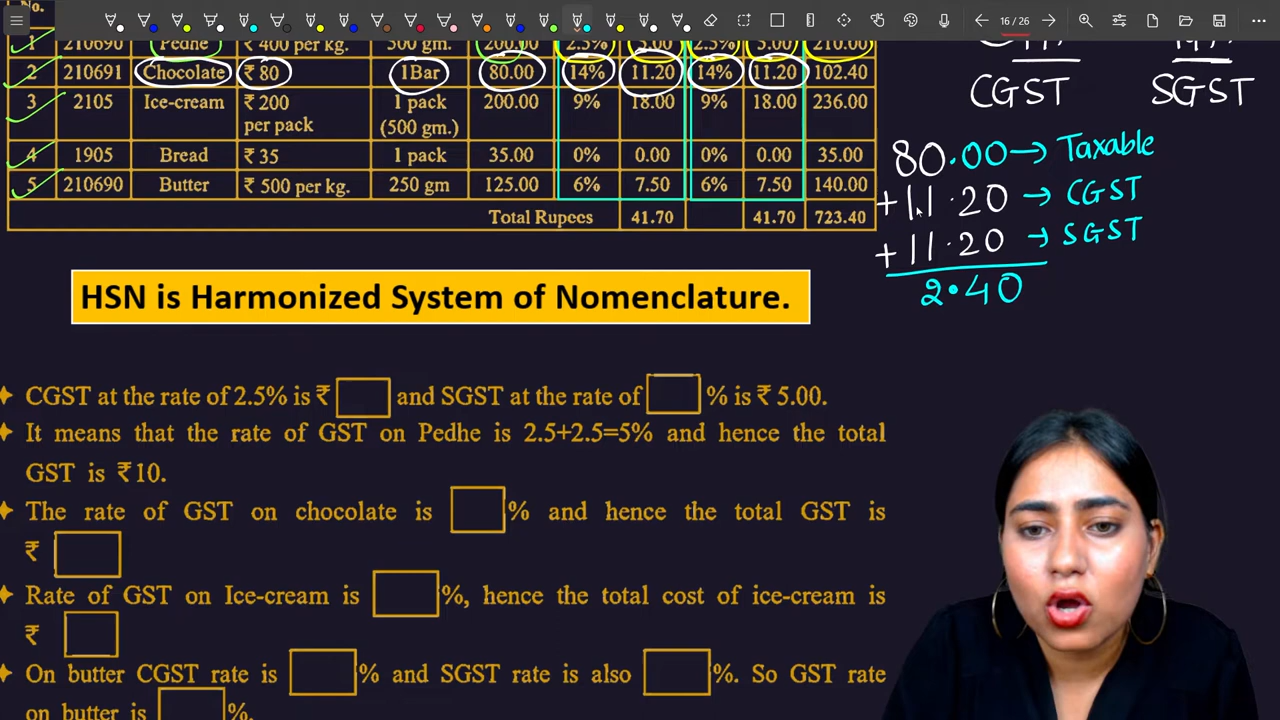 No.
16 / 26
1 210690 Pedhe ₹ 400 per kg. 500 gm. 200.00 2.5% 5.00 2.5% 5.00 210.00
2 210691 Chocolate ₹ 80 1Bar 80.00 14% 11.20 14% 11.20 102.40
3 2105 Ice-cream ₹ 200 1 pack 200.00 9% 18.00 9% 18.00 236.00
per pack (500 gm.)
4 1905 Bread ₹ 35 1 pack 35.00 0% 0.00 0% 0.00 35.00
5 210690 Butter ₹ 500 per kg. 250 gm 125.00 6% 7.50 6% 7.50 140.00
Total Rupees 41.70 41.70 723.40
CGST SGST
80.00 → Taxable
+ 11.20 → CGST
+ 11.20 → SGST
2.40
HSN is Harmonized System of Nomenclature.
CGST at the rate of 2.5% is ₹ and SGST at the rate of % is ₹ 5.00.
It means that the rate of GST on Pedhe is 2.5+2.5=5% and hence the total
GST is ₹10.
The rate of GST on chocolate is % and hence the total GST is
₹
Rate of GST on Ice-cream is %, hence the total cost of ice-cream is
₹
On butter CGST rate is % and SGST rate is also %. So GST rate
on butter is %.